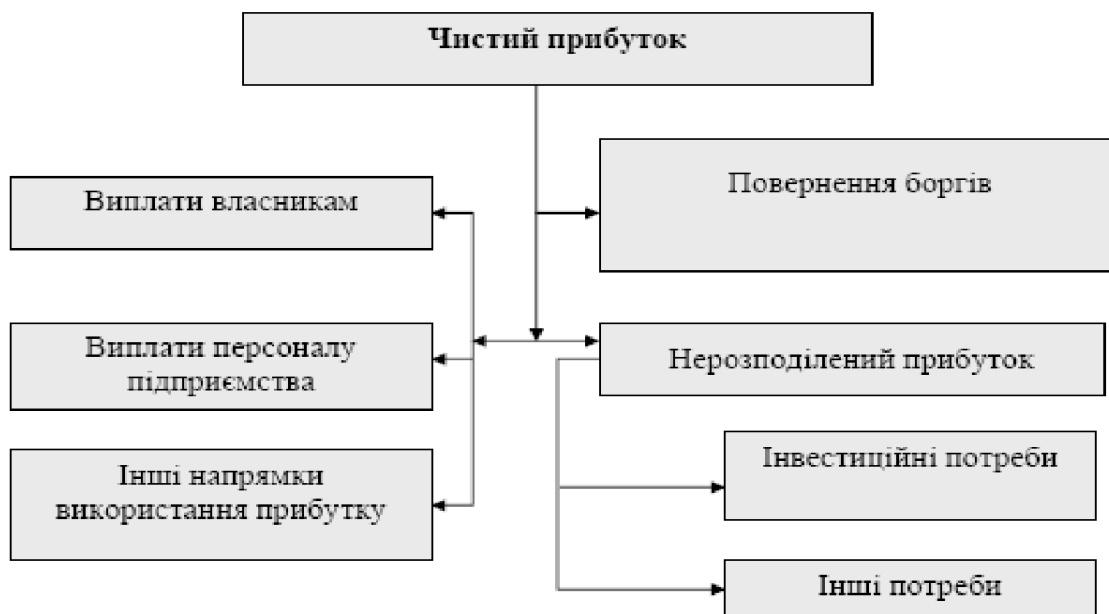 Чистий прибуток
Виплати власникам
Повернення боргів
Виплати персоналу
підприємства
Нерозподілений прибуток
Інші напрямки
використання прибутку
Інвестиційні потреби
Інші потреби